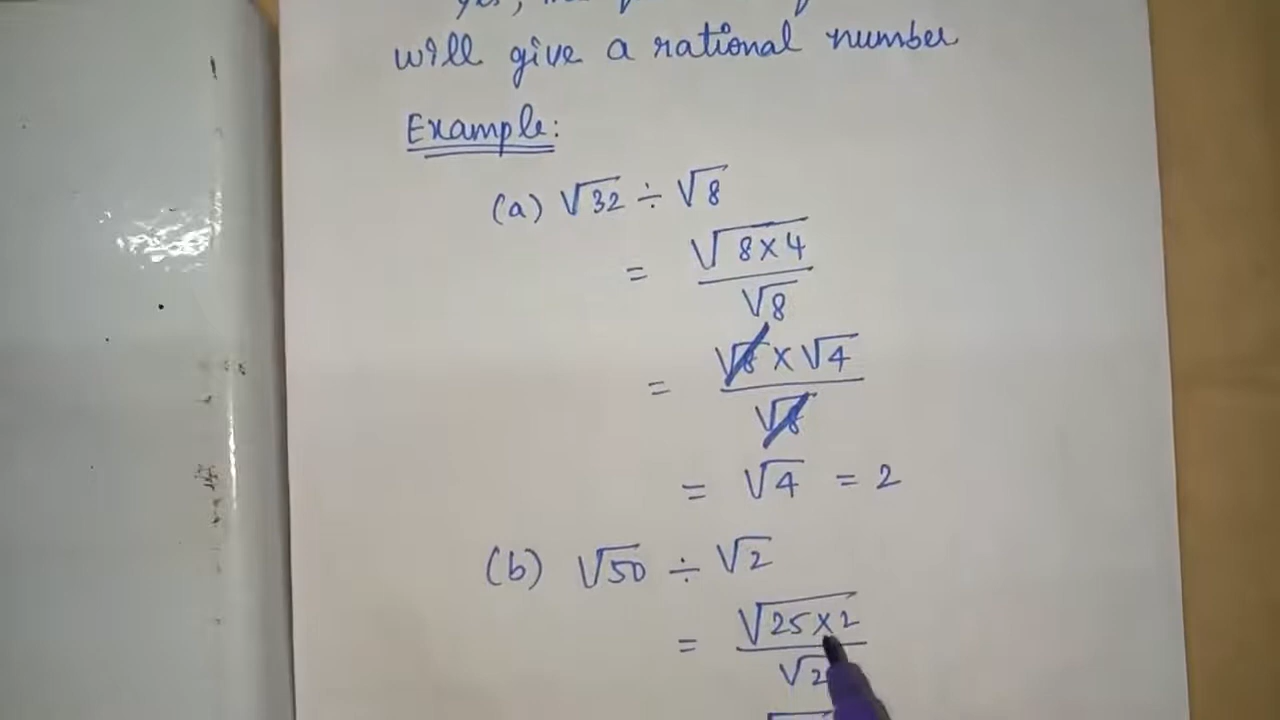 yes,
will give a rational number
Example:
(a) √32 ÷ √8
= √8×4 / √8
= √8 × √4 / √8
= √4 = 2
(b) √50 ÷ √2
= √25×2 / √2